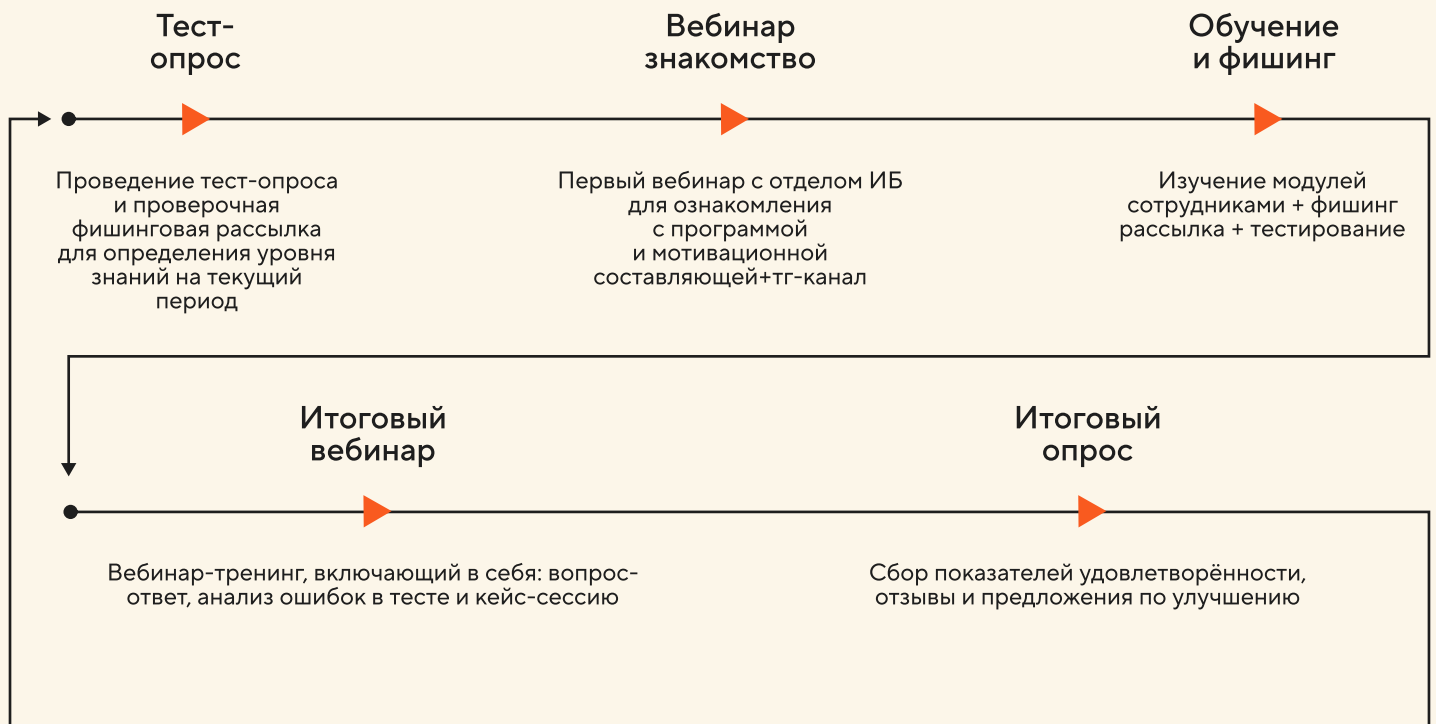 Тест-
опрос
Проведение тест-опроса
и проверочная
фишинговая рассылка
для определения уровня
знаний на текущий
период
Вебинар
знакомство
Первый вебинар с отделом ИБ
для ознакомления
с программой
и мотивационной
составляющей+тг-канал
Обучение
и фишинг
Изучение модулей
сотрудниками + фишинг
рассылка + тестирование
Итоговый
вебинар
Вебинар-тренинг, включающий в себя: вопрос-
ответ, анализ ошибок в тесте и кейс-сессию
Итоговый
опрос
Сбор показателей удовлетворённости,
отзывы и предложения по улучшению